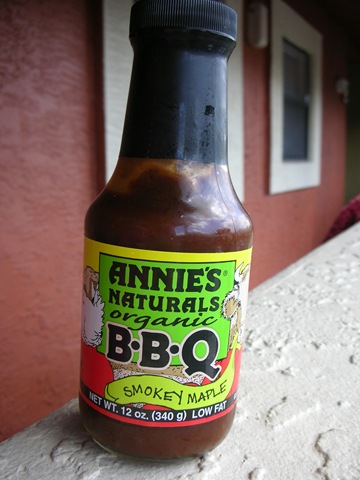 ANNIE'S®
NATURALS
organic
B·B·Q
SMOKEY MAPLE
NET WT. 12 oz. (340 g) LOW FAT